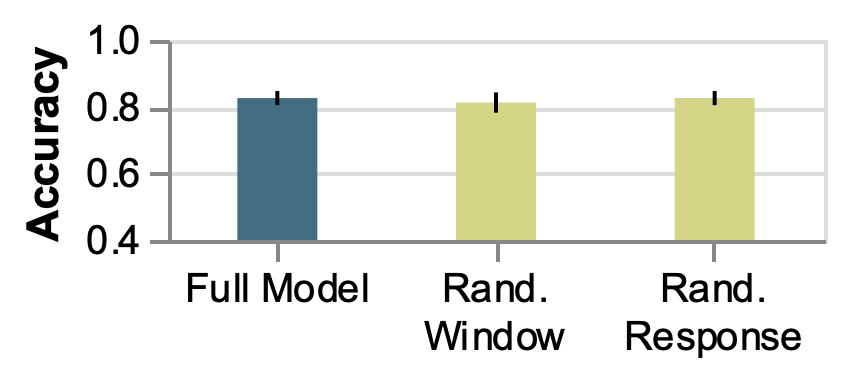 Accuracy
1.0
0.8
0.6
0.4
Full Model
Rand.
Window
Rand.
Response